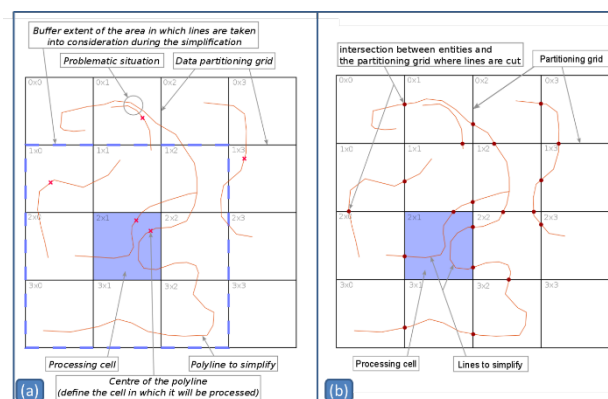 Buffer extent of the area in which lines are taken
into consideration during the simplification
Problematic situation
Data partitioning grid
0x0
0x1
0x2
0x3
1x0
1x1
1x2
1x3
2x0
2x1
2x2
2x3
3x0
3x1
3x2
3x3
Processing cell
Polyline to simplify
Centre of the polyline
(define the cell in which it will be processed)
(a)
intersection between entities and
the partitioning grid where lines are cut
Partitioning grid
0x0
0x1
0x2
0x3
1x0
1x1
1x2
1x3
2x0
2x1
2x2
2x3
3x0
3x1
3x2
3x3
Processing cell
Lines to simplify
(b)